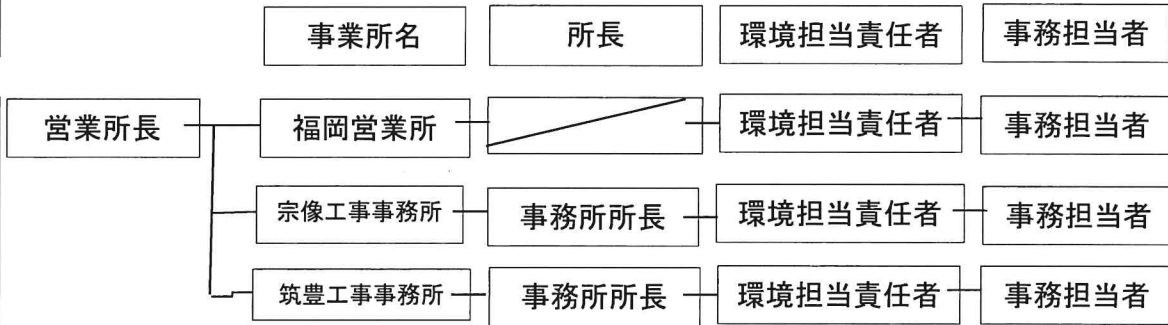 事業所名 所長 環境担当責任者 事務担当者
営業所長 福岡営業所 環境担当責任者 事務担当者
宗像工事事務所 事務所所長 環境担当責任者 事務担当者
筑豊工事事務所 事務所所長 環境担当責任者 事務担当者